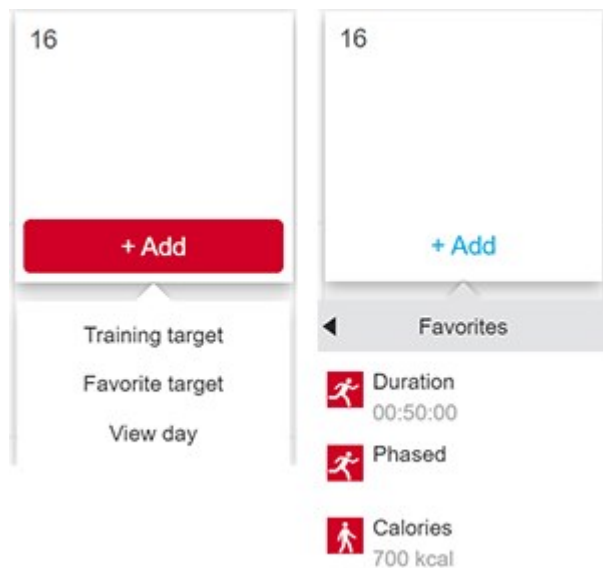 16
+ Add
Training target
Favorite target
View day
16
+ Add
Favorites
Duration
00:50:00
Phased
Calories
700 kcal